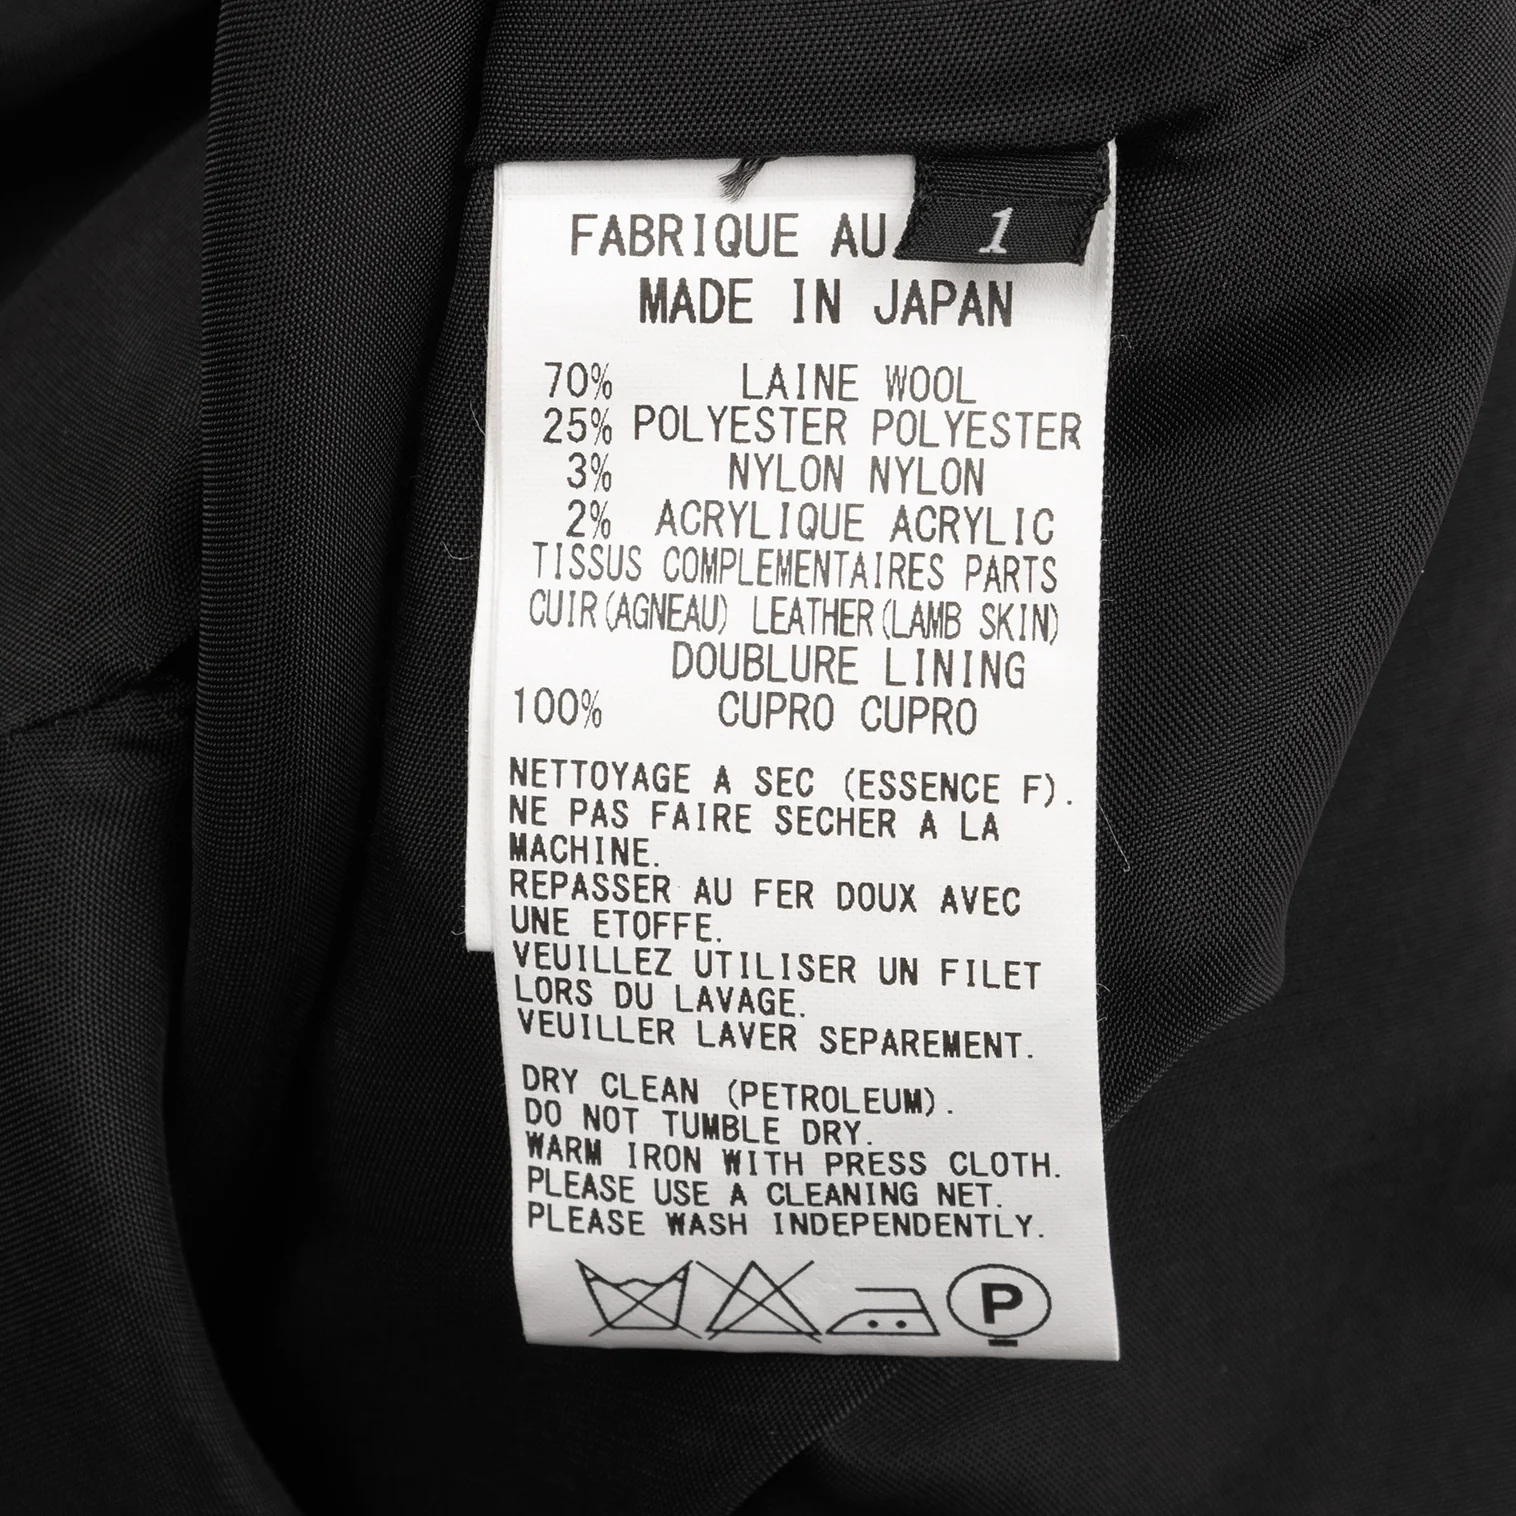 FABRIQUE AU
1
MADE IN JAPAN
70% LAINE WOOL
25% POLYESTER POLYESTER
3% NYLON NYLON
2% ACRYLIQUE ACRYLIC
TISSUS COMPLEMENTAIRES PARTS
CUIR(AGNEAU) LEATHER(LAMB SKIN)
DOUBLURE LINING
100% CUPRO CUPRO
NETTOYAGE A SEC (ESSENCE F).
NE PAS FAIRE SECHER A LA
MACHINE.
REPASSER AU FER DOUX AVEC
UNE ETOFFE.
VEUILLEZ UTILISER UN FILET
LORS DU LAVAGE.
VEUILLER LAVER SEPAREMENT.
DRY CLEAN (PETROLEUM).
DO NOT TUMBLE DRY.
WARM IRON WITH PRESS CLOTH.
PLEASE USE A CLEANING NET.
PLEASE WASH INDEPENDENTLY.
P